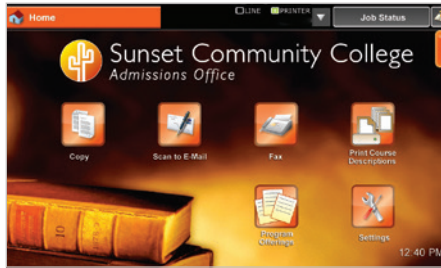 Home
LINE
PRINTER
Job Status
Sunset Community College
Admissions Office
Copy
Scan to E-Mail
Fax
Print Course
Descriptions
Program
Offerings
Settings
12:40 PM